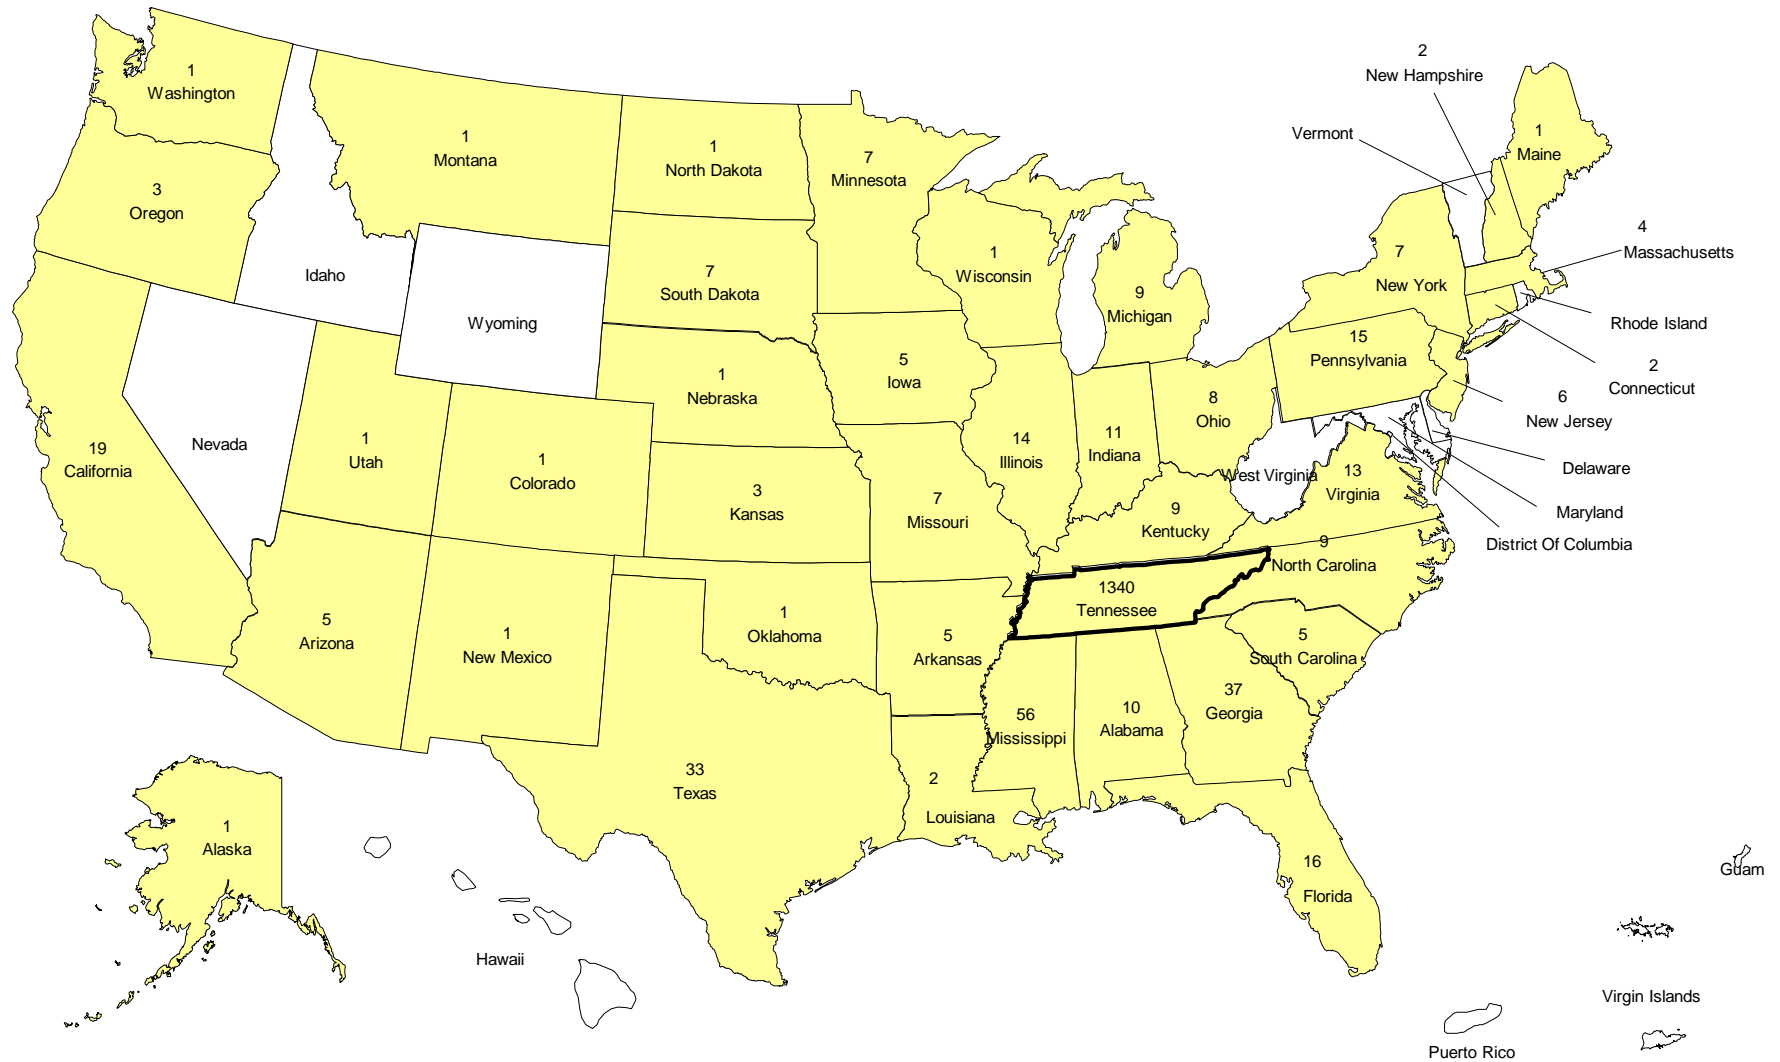 2
New Hampshire
1
Washington
Vermont
1
Maine
1
Montana
1
North Dakota
7
Minnesota
3
Oregon
4
Massachusetts
7
New York
1
Wisconsin
Idaho
7
South Dakota
9
Michigan
Wyoming
Rhode Island
15
Pennsylvania
5
Iowa
2
Connecticut
1
Nebraska
8
Ohio
6
New Jersey
Nevada
19
California
1
Utah
1
Colorado
14
Illinois
11
Indiana
West Virginia
13
Virginia
Delaware
3
Kansas
7
Missouri
9
Kentucky
Maryland
District Of Columbia
9
North Carolina
1340
Tennessee
5
Arizona
1
New Mexico
1
Oklahoma
5
Arkansas
5
South Carolina
37
Georgia
56
Mississippi
10
Alabama
33
Texas
2
Louisiana
1
Alaska
16
Florida
Guam
Hawaii
Virgin Islands
Puerto Rico